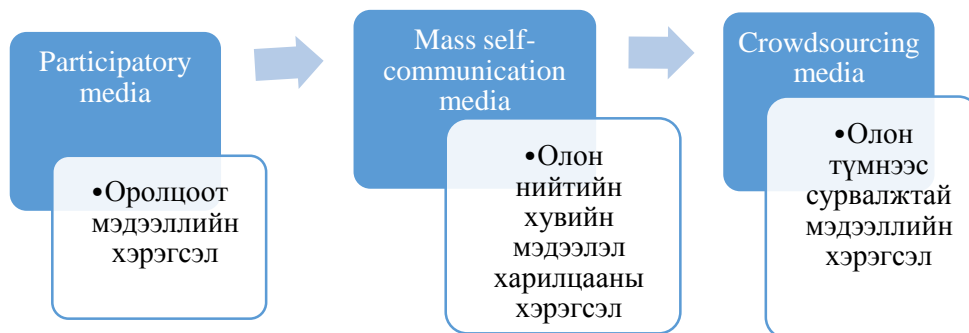 Participatory
media
•Оролцоот
мэдээллийн
хэрэгсэл
Mass self-
communication
media
•Олон
нийтийн
хувийн
мэдээлэл
харилцааны
хэрэгсэл
Crowdsourcing
media
•Олон
түмнээс
сурвалжтай
мэдээллийн
хэрэгсэл